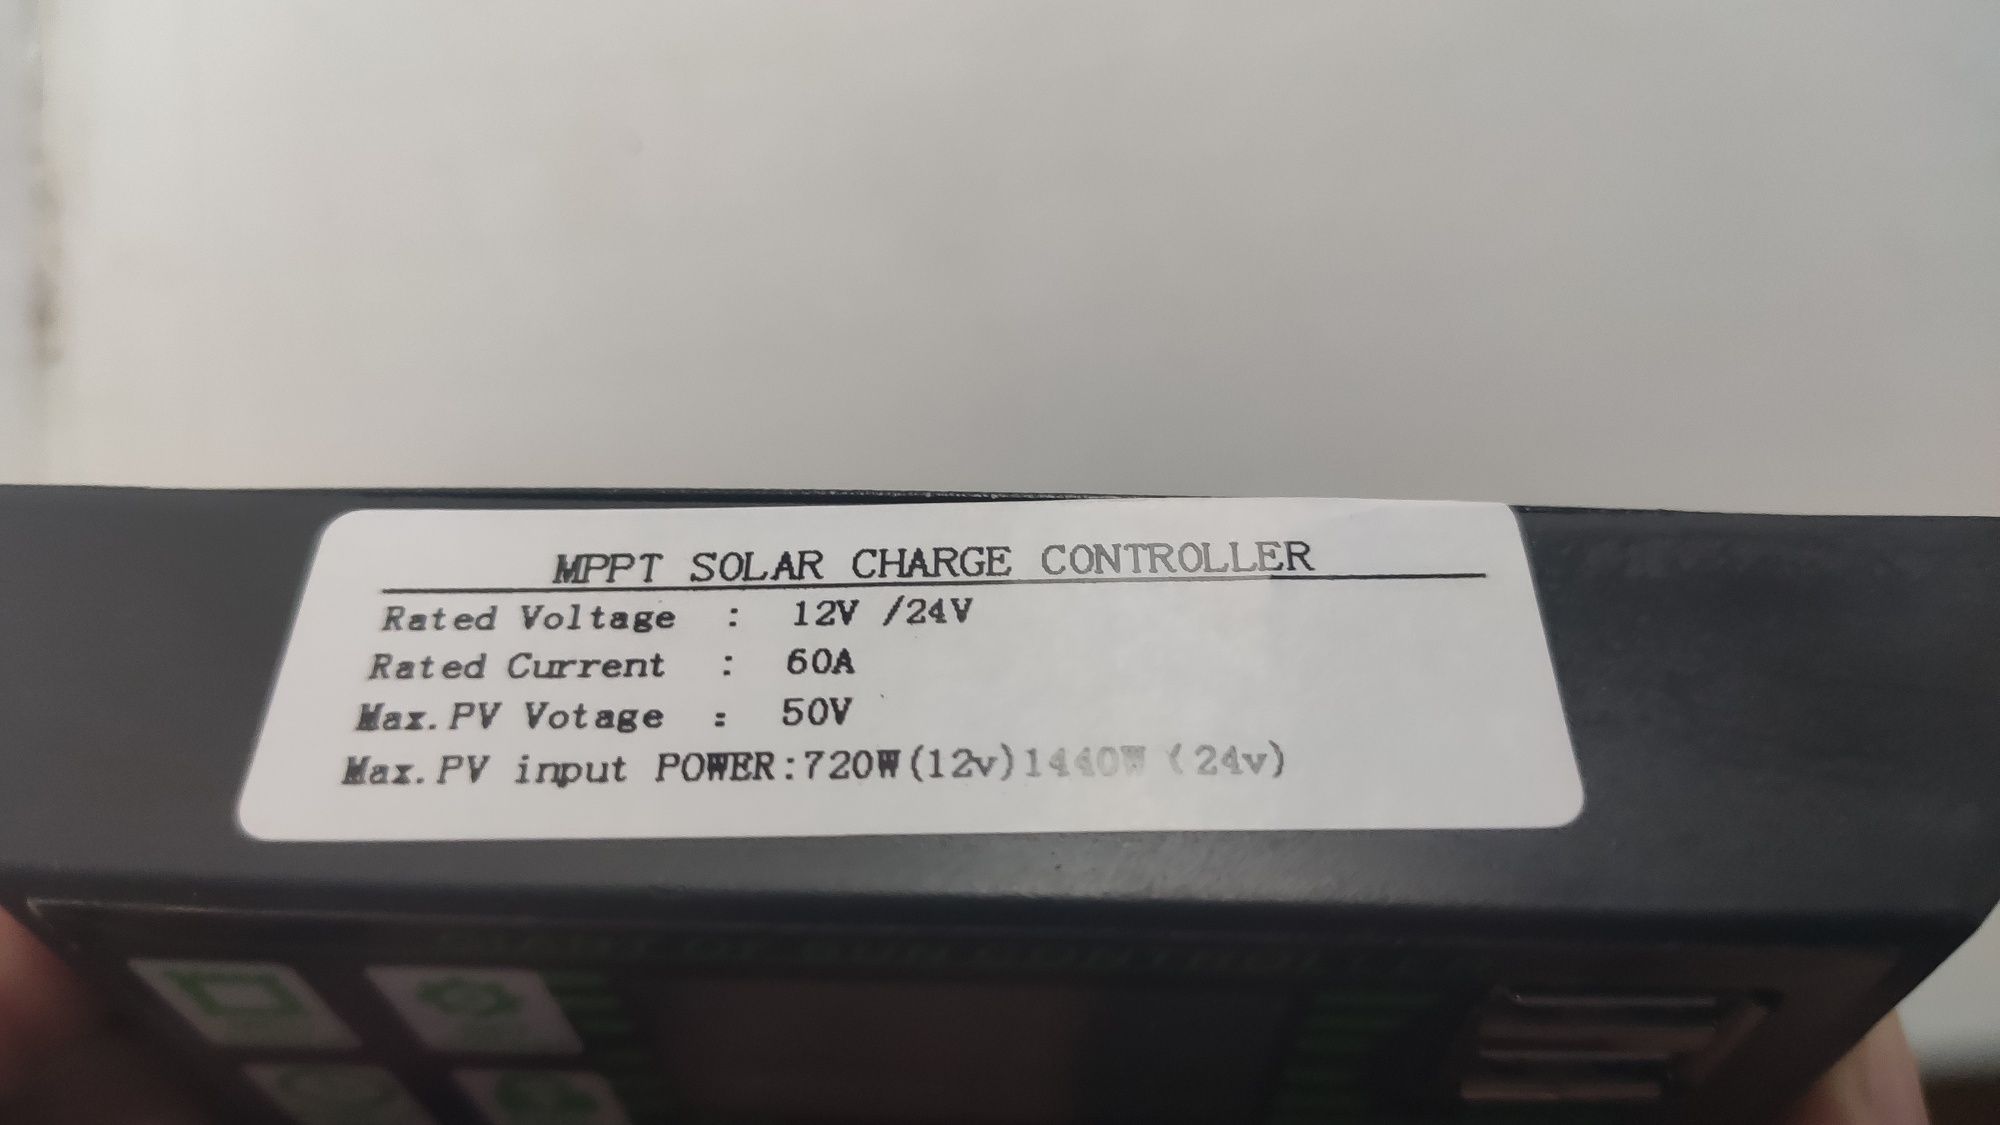 MPPT SOLAR CHARGE CONTROLLER
Rated Voltage : 12V /24V
Rated Current : 60A
Max.PV Votage : 50V
Max.PV input POWER:720W(12v)1440W (24v)